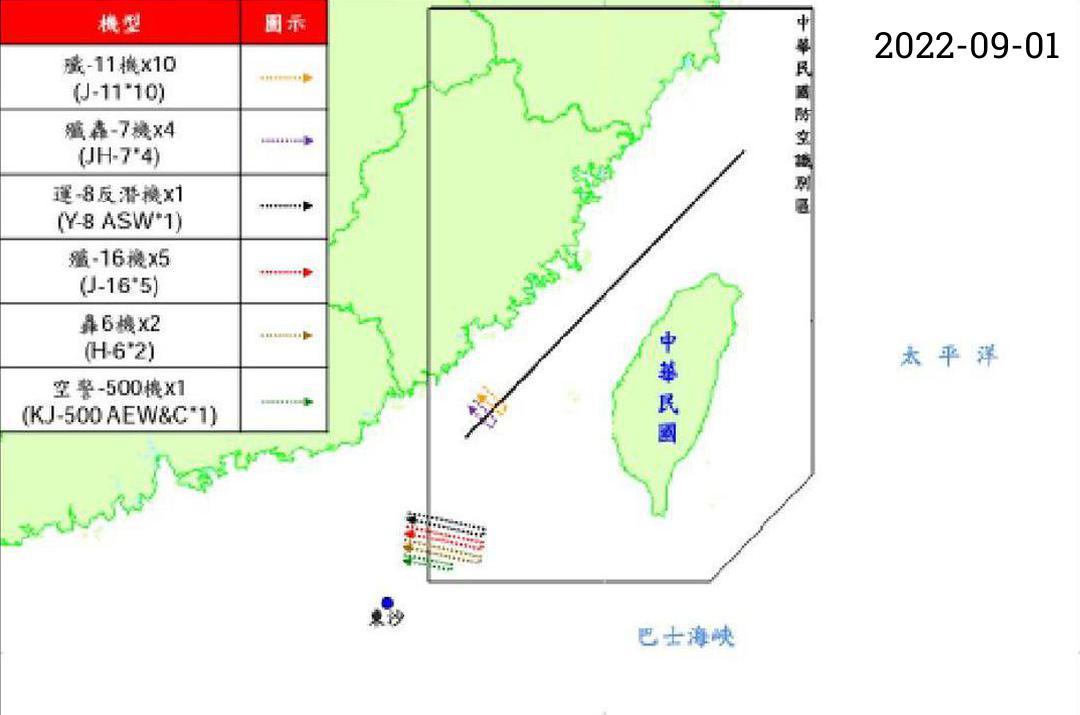 機型 圖示
殲-11機x10
(J-11*10)
殲轟-7機x4
(JH-7*4)
運-8反潛機x1
(Y-8 ASW*1)
殲-16機x5
(J-16*5)
轟6機x2
(H-6*2)
空警-500機x1
(KJ-500 AEW&C*1)
2022-09-01
中華民國防空識別區
中華民國
太平洋
東沙
巴士海峽